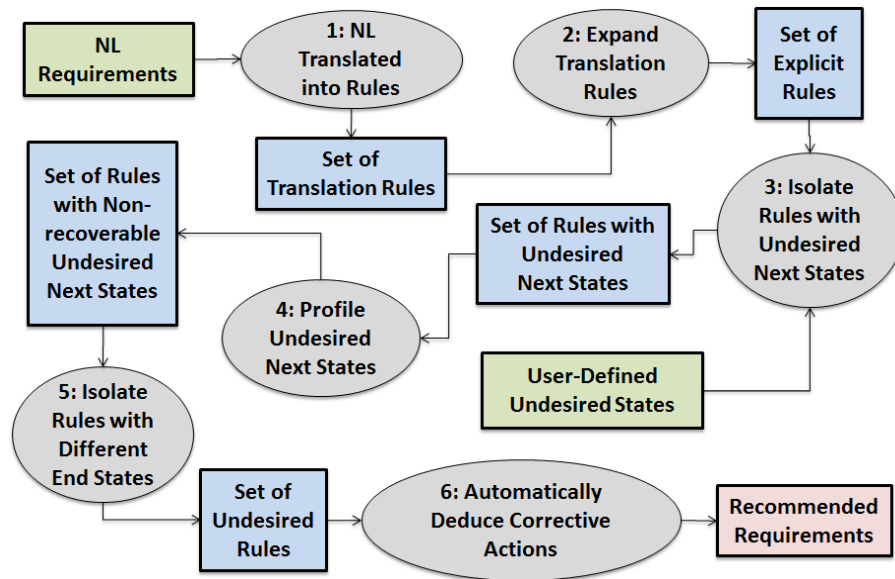 NL
Requirements
1: NL
Translated
into Rules
2: Expand
Translation
Rules
Set of
Explicit
Rules
Set of
Translation Rules
3: Isolate
Rules with
Undesired
Next States
Set of Rules with
Undesired
Next States
4: Profile
Undesired
Next States
Set of Rules
with Non-
recoverable
Undesired
Next States
User-Defined
Undesired States
5: Isolate
Rules with
Different
End States
Set of
Undesired
Rules
6: Automatically
Deduce Corrective
Actions
Recommended
Requirements